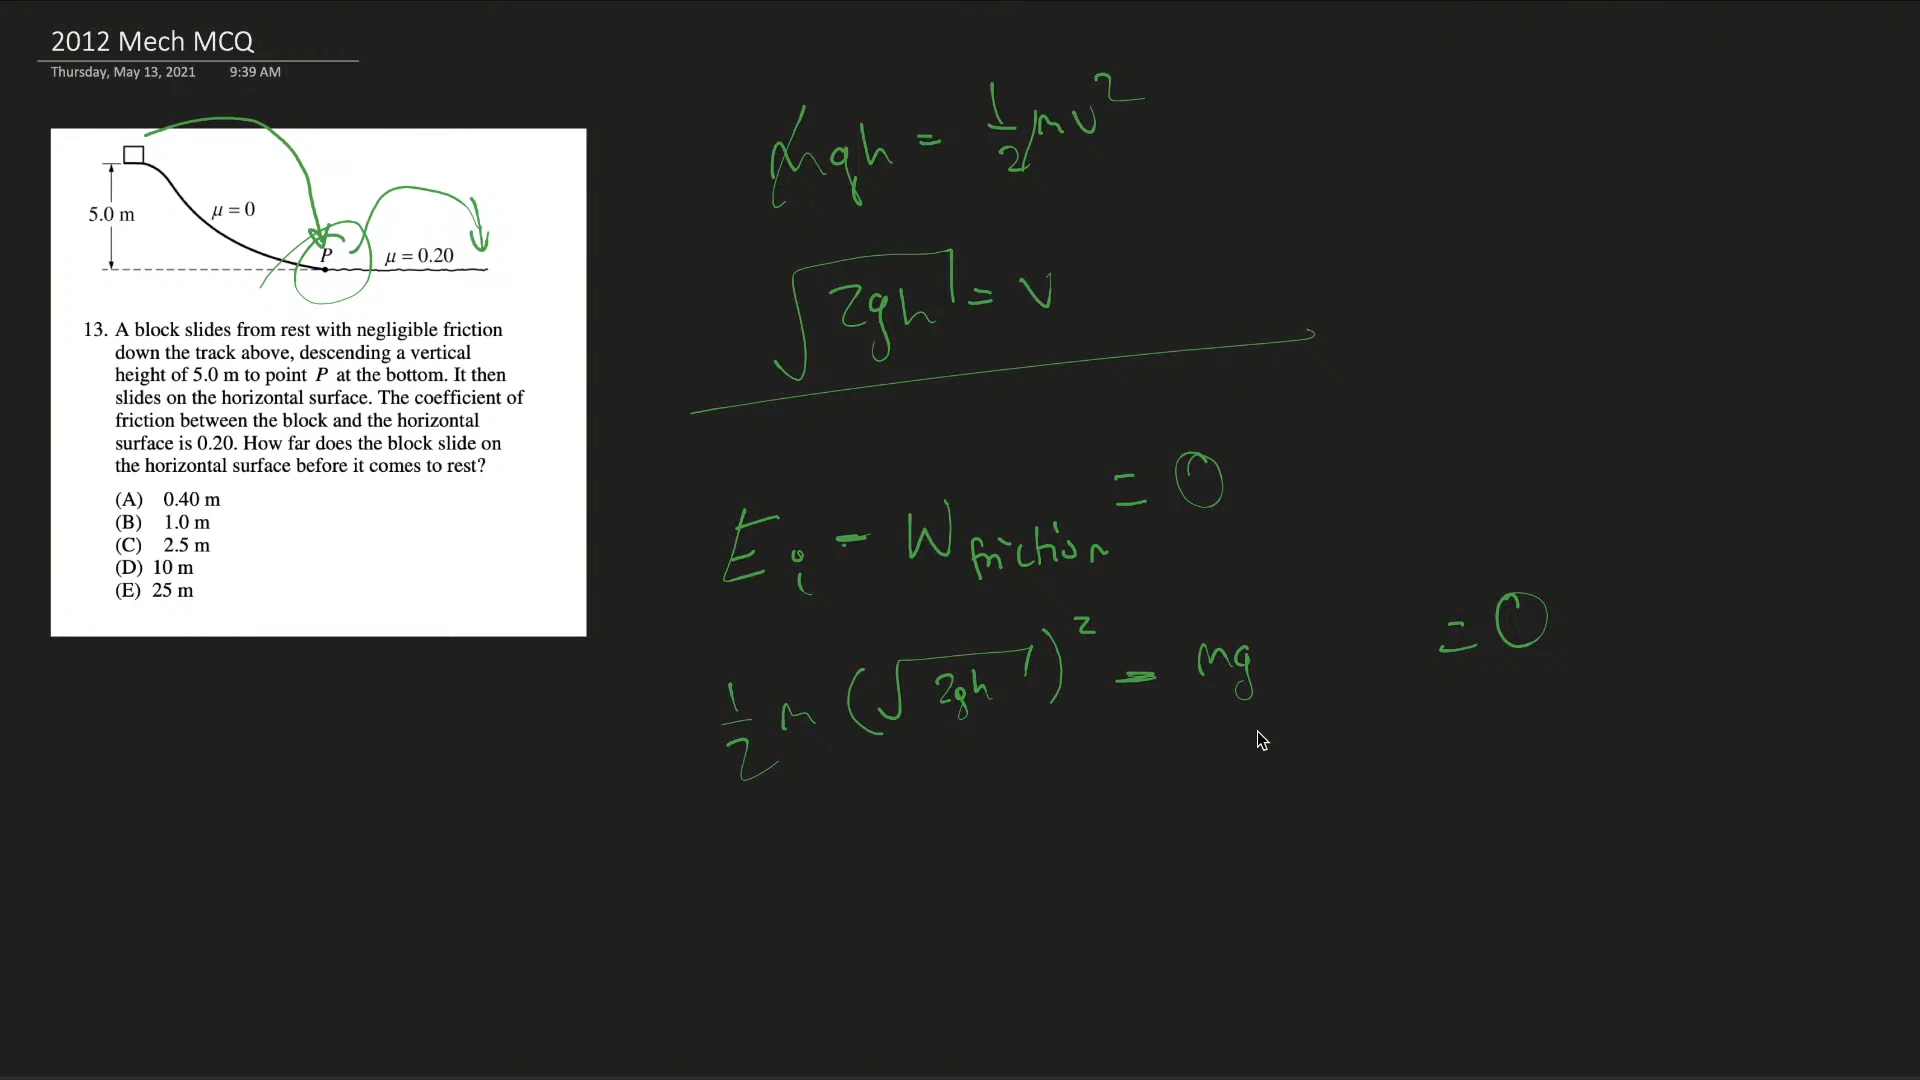 2012 Mech MCQ
Thursday, May 13, 2021 9:39 AM
5.0 m
μ = 0
P
μ = 0.20
13. A block slides from rest with negligible friction
down the track above, descending a vertical
height of 5.0 m to point P at the bottom. It then
slides on the horizontal surface. The coefficient of
friction between the block and the horizontal
surface is 0.20. How far does the block slide on
the horizontal surface before it comes to rest?
(A) 0.40 m
(B) 1.0 m
(C) 2.5 m
(D) 10 m
(E) 25 m
mgh = 1/2 mv²
√2gh = v
E i - W friction = 0
1/2 m (√2gh)² - mg = 0